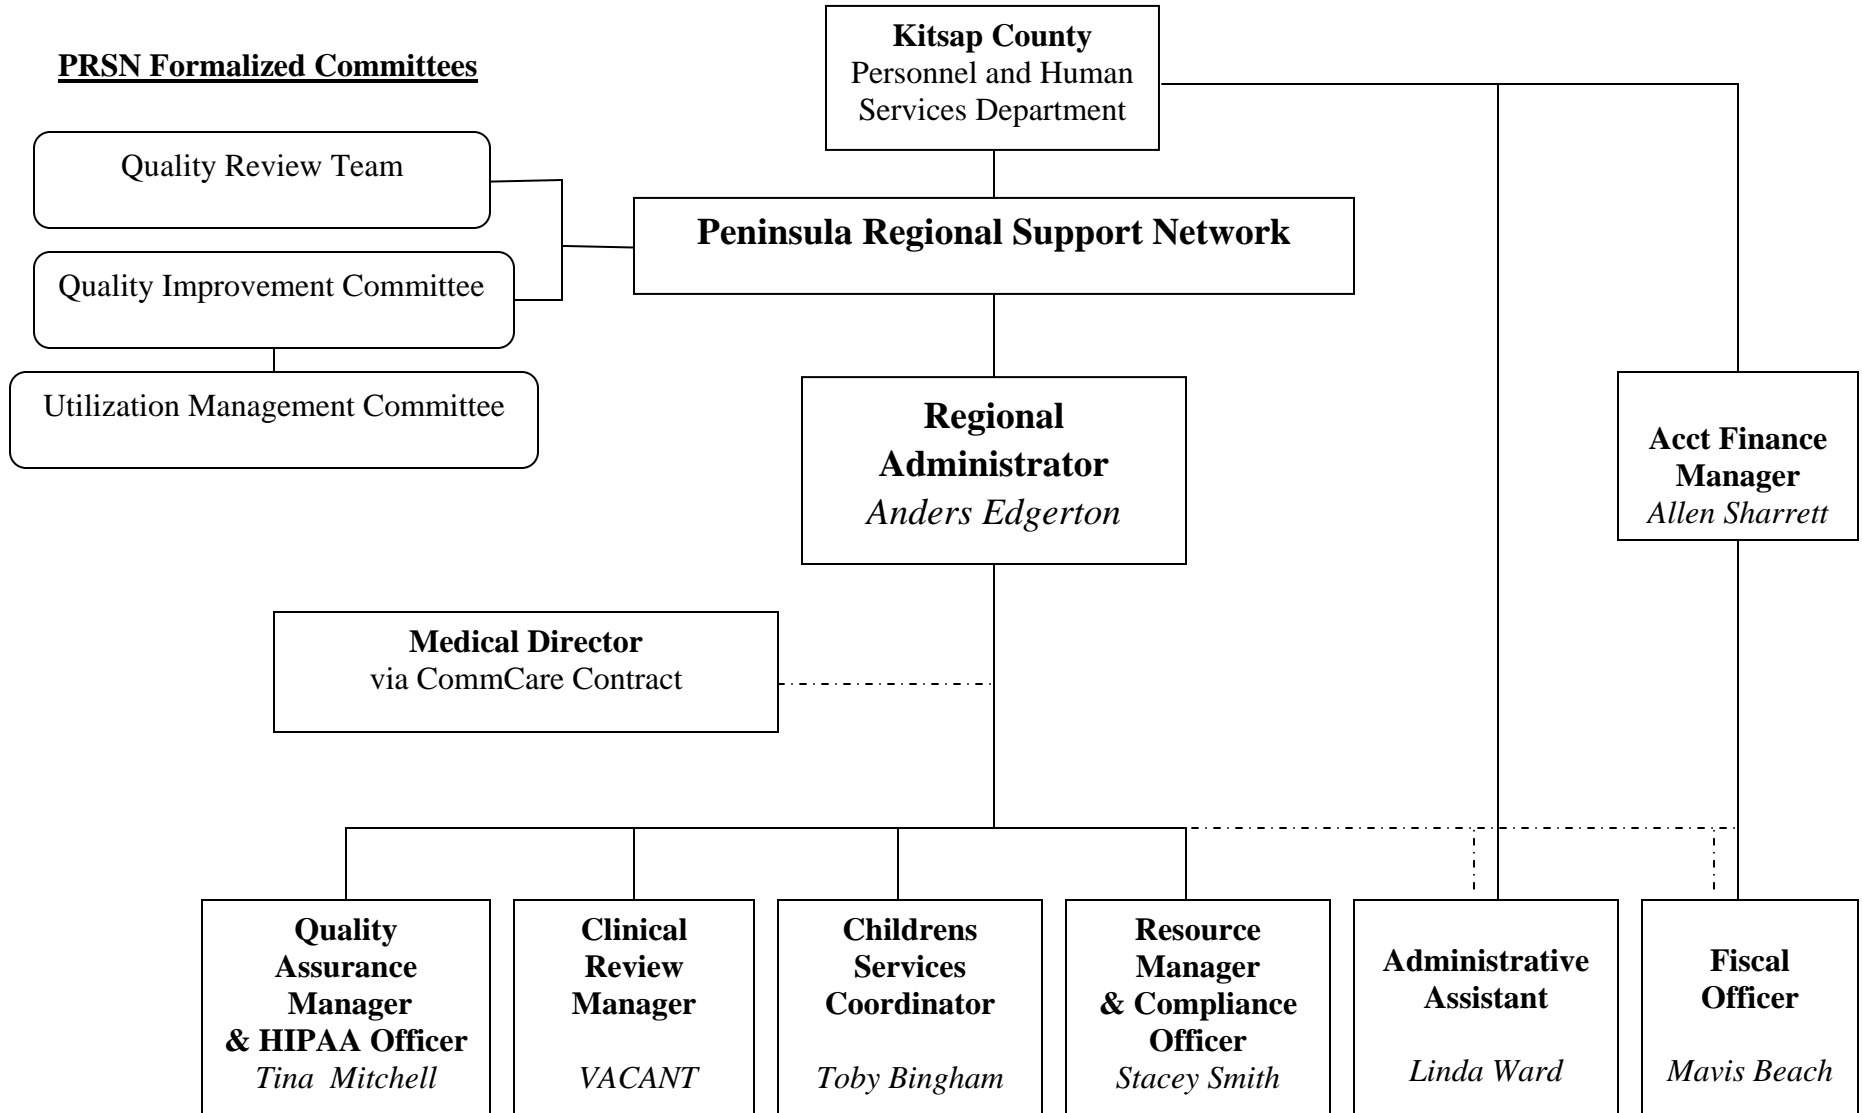 Kitsap County
Personnel and Human
Services Department
PRSN Formalized Committees
Quality Review Team
Quality Improvement Committee
Utilization Management Committee
Peninsula Regional Support Network
Regional
Administrator
Anders Edgerton
Acct Finance
Manager
Allen Sharrett
Medical Director
via CommCare Contract
Quality
Assurance
Manager
& HIPAA Officer
Tina Mitchell
Clinical
Review
Manager
VACANT
Childrens
Services
Coordinator
Toby Bingham
Resource
Manager
& Compliance
Officer
Stacey Smith
Administrative
Assistant
Linda Ward
Fiscal
Officer
Mavis Beach